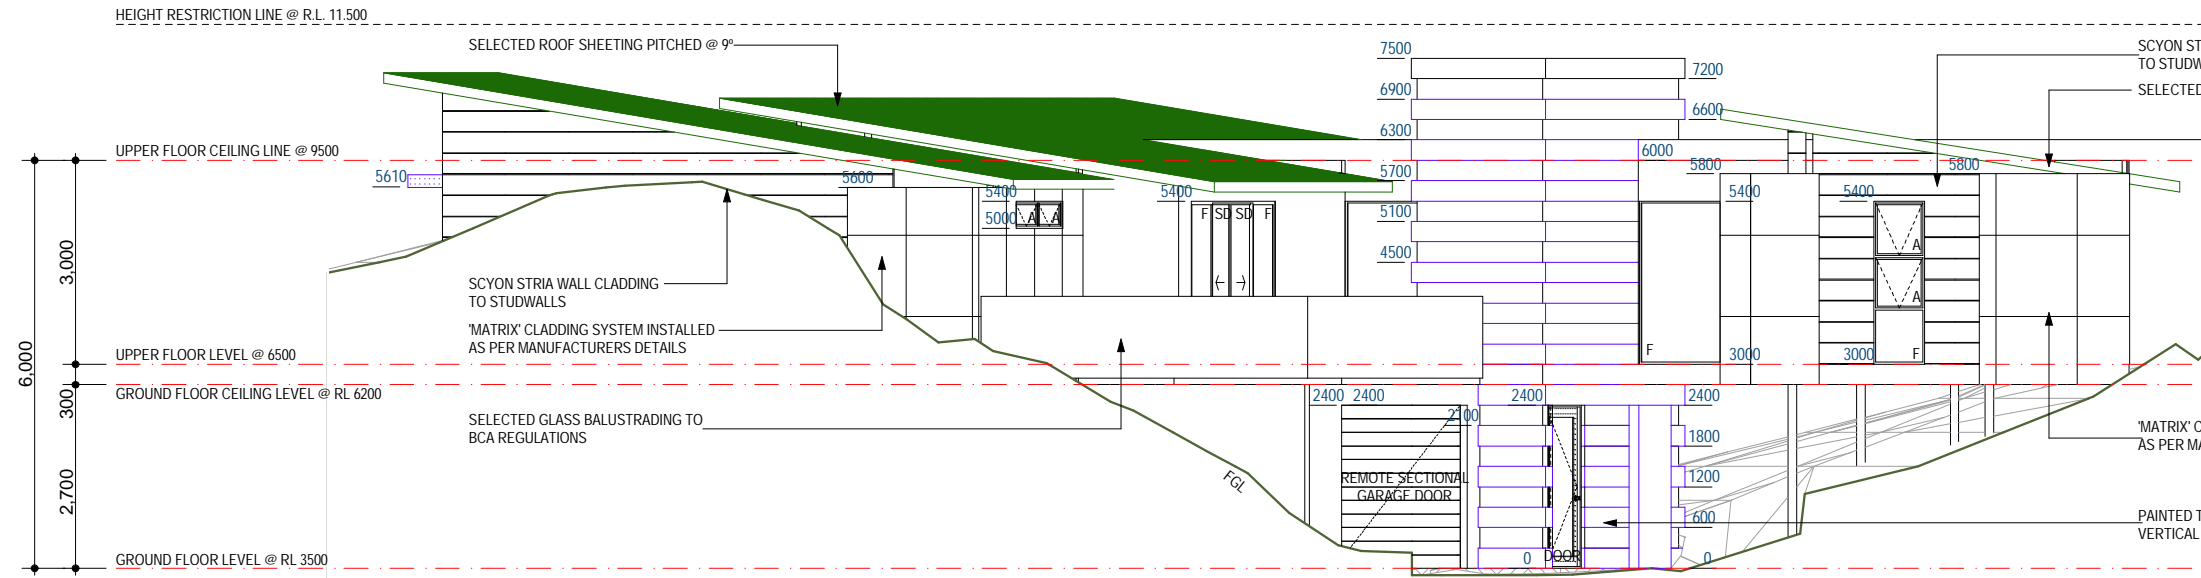 HEIGHT RESTRICTION LINE @ R.L. 11.500
SELECTED ROOF SHEETING PITCHED @ 9º
7500
7200
6900
6600
6300
6000
5700
5100
4500
SCYON ST
TO STUDW
SELECTED
UPPER FLOOR CEILING LINE @ 9500
5610
5600
5400
5000
A A
5400
F SD SD F
5800
5400
5400
5800
A
A
F
F
3000
3000
3,000
6,000
300
2,700
SCYON STRIA WALL CLADDING
TO STUDWALLS
'MATRIX' CLADDING SYSTEM INSTALLED
AS PER MANUFACTURERS DETAILS
UPPER FLOOR LEVEL @ 6500
GROUND FLOOR CEILING LEVEL @ RL 6200
SELECTED GLASS BALUSTRADING TO
BCA REGULATIONS
FGL
2400 2400
2100
2400
2400
1800
1200
600
0
0
REMOTE SECTIONAL
GARAGE DOOR
DOOR
'MATRIX' C
AS PER MA
PAINTED T
VERTICAL
GROUND FLOOR LEVEL @ RL 3500